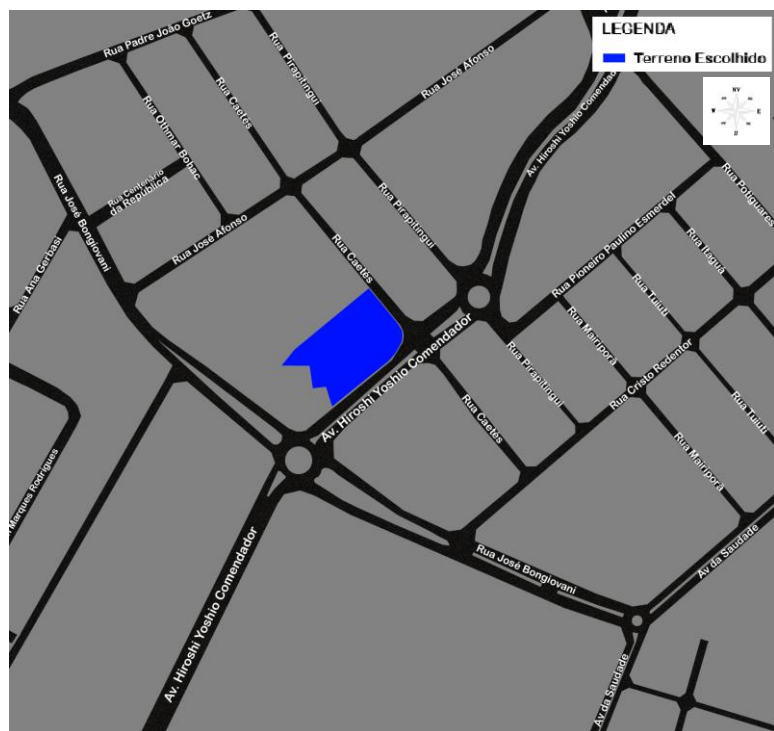 LEGENDA
Terreno Escolhido
Rua Padre João Goetz
Rua Pirapitingui
Rua Caetés
Rua José Afonso
Av. Hiroshi Yoshio Comendador
Rua Othmar Bohac
Rua Centenário
da República
Rua José Bongiovani
Rua Ana Gerbasi
Rua José Afonso
Rua Caetés
Rua Pirapitingui
Rua Potiguares
Rua Pioneiro Paulino Esmerdel
Rua Itaguá
Rua Tuiuti
Rua Mairiporã
Rua Pirapitingui
Rua Cristo Redentor
Av. Hiroshi Yoshio Comendador
Rua Caetés
Rua Tuiuti
Rua Mairiporã
Marques Rodrigues
Rua José Bongiovani
Av da Saudade
Av. Hiroshi Yoshio Comendador
Av da Saudade